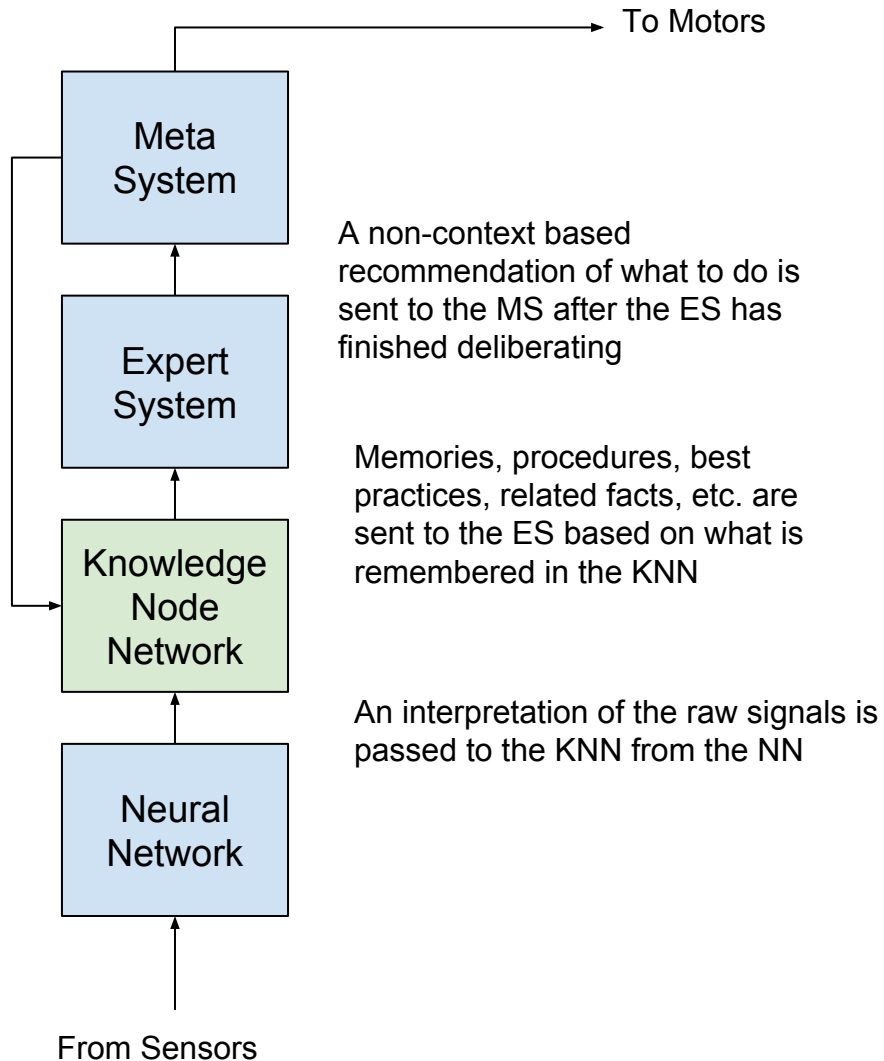 To Motors
Meta
System
A non-context based
recommendation of what to do is
sent to the MS after the ES has
finished deliberating
Expert
System
Memories, procedures, best
practices, related facts, etc. are
sent to the ES based on what is
remembered in the KNN
Knowledge
Node
Network
An interpretation of the raw signals is
passed to the KNN from the NN
Neural
Network
From Sensors